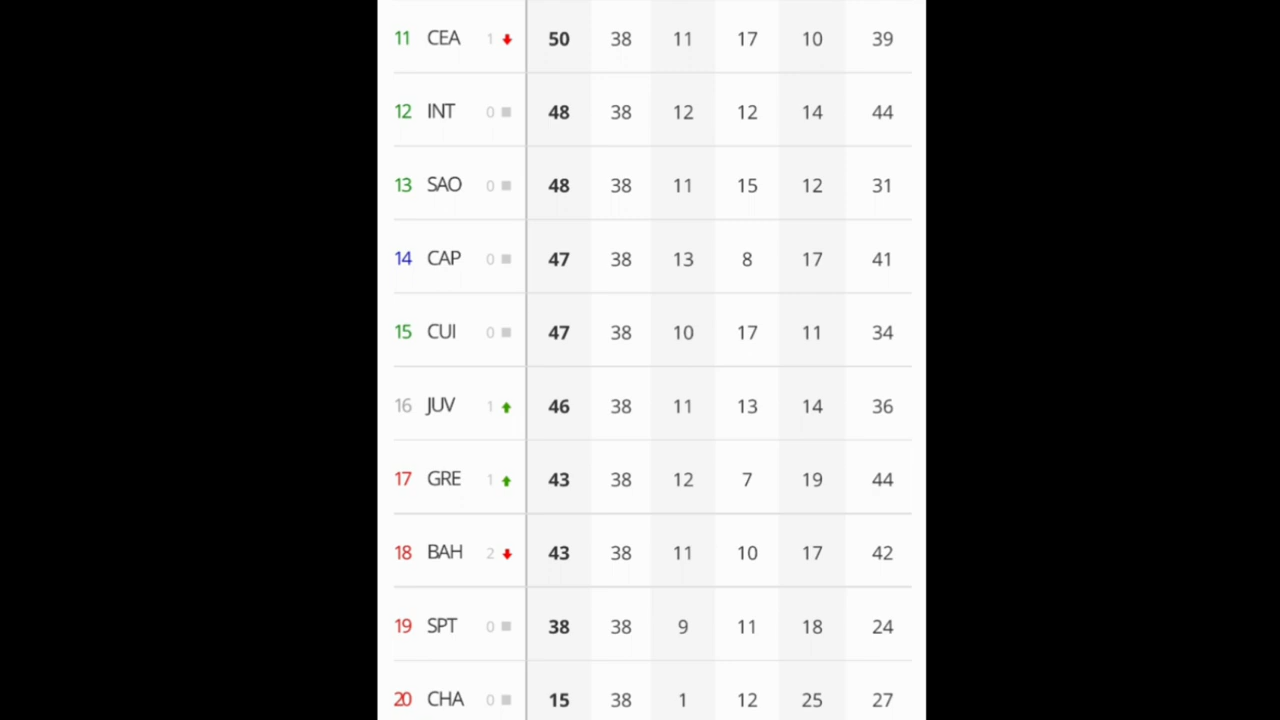 11 CEA 1 50 38 11 17 10 39
12 INT 0 48 38 12 12 14 44
13 SAO 0 48 38 11 15 12 31
14 CAP 0 47 38 13 8 17 41
15 CUI 0 47 38 10 17 11 34
16 JUV 1 46 38 11 13 14 36
17 GRE 1 43 38 12 7 19 44
18 BAH 2 43 38 11 10 17 42
19 SPT 0 38 38 9 11 18 24
20 CHA 0 15 38 1 12 25 27